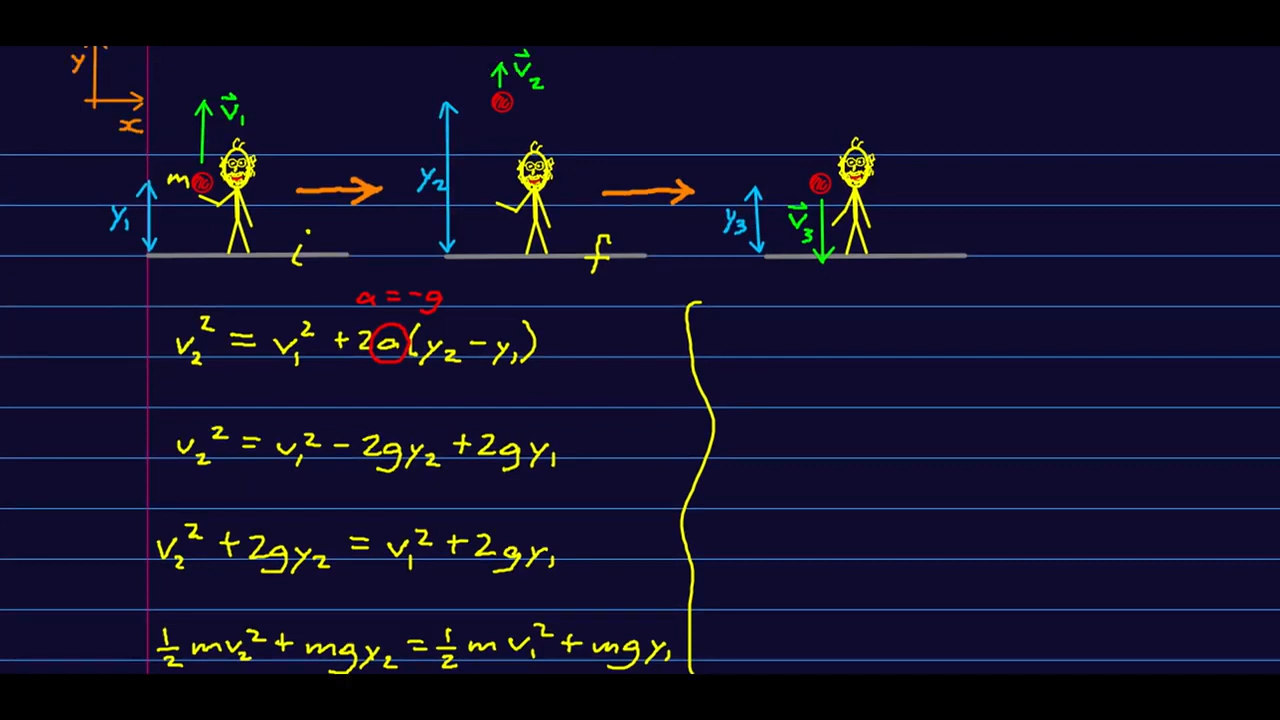 y
x
m
v⃗₁
y₁
i
y₂
v⃗₂
f
y₃
v⃗₃
a = -g
v₂² = v₁² + 2a(y₂ - y₁)
v₂² = v₁² - 2gy₂ + 2gy₁
v₂² + 2gy₂ = v₁² + 2gy₁
½mv₂² + mgy₂ = ½mv₁² + mgy₁